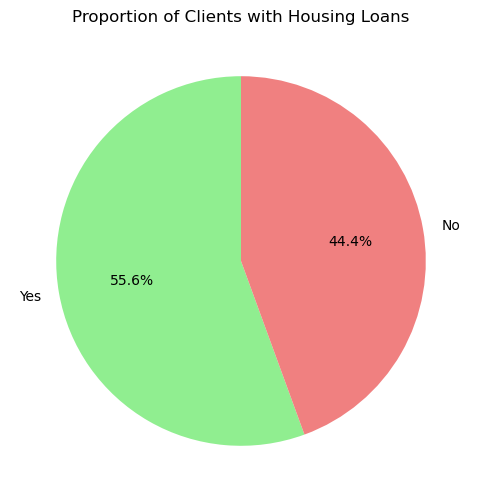 Proportion of Clients with Housing Loans
No
44.4%
55.6%
Yes